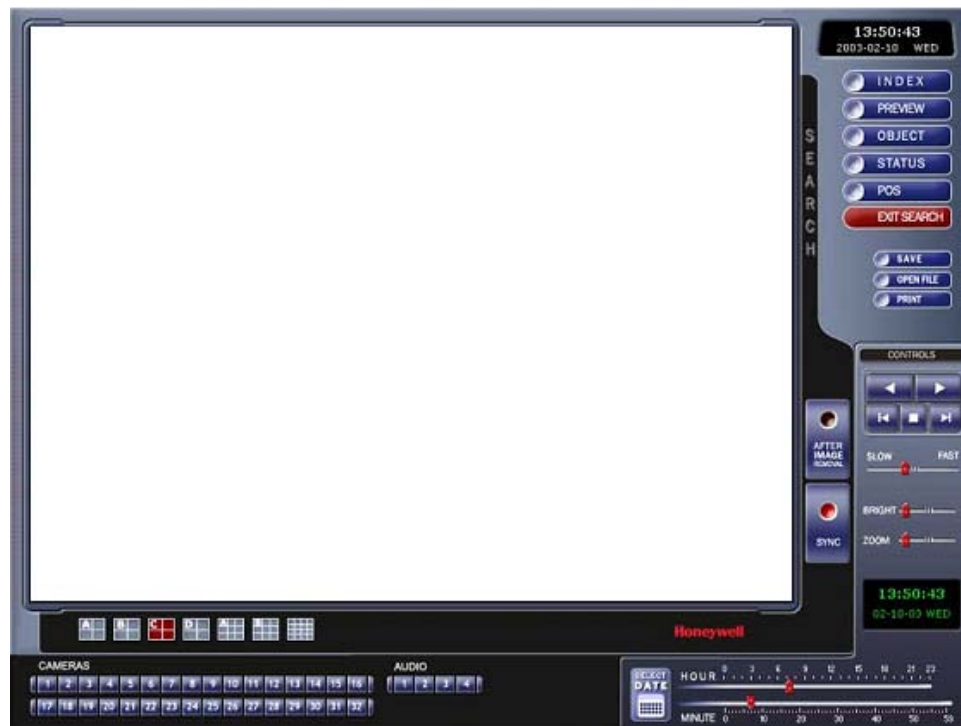 13:50:43
2003-02-10 WED
INDEX
PREVIEW
OBJECT
STATUS
POS
EXIT SEARCH
SEARCH
SAVE
OPEN FILE
PRINT
CONTROLS
AFTER
IMAGE
REMOVAL
SLOW FAST
SYNC
BRIGHT
ZOOM
13:50:43
02-10-03 WED
A B C D A B
Honeywell
CAMERAS
1 2 3 4 5 6 7 8 9 10 11 12 13 14 15 16
17 18 19 20 21 22 23 24 25 26 27 28 29 30 31 32
AUDIO
1 2 3 4
SELECT
DATE
HOUR 0 3 6 9 12 15 18 21 23
MINUTE 0 10 20 30 40 50 59